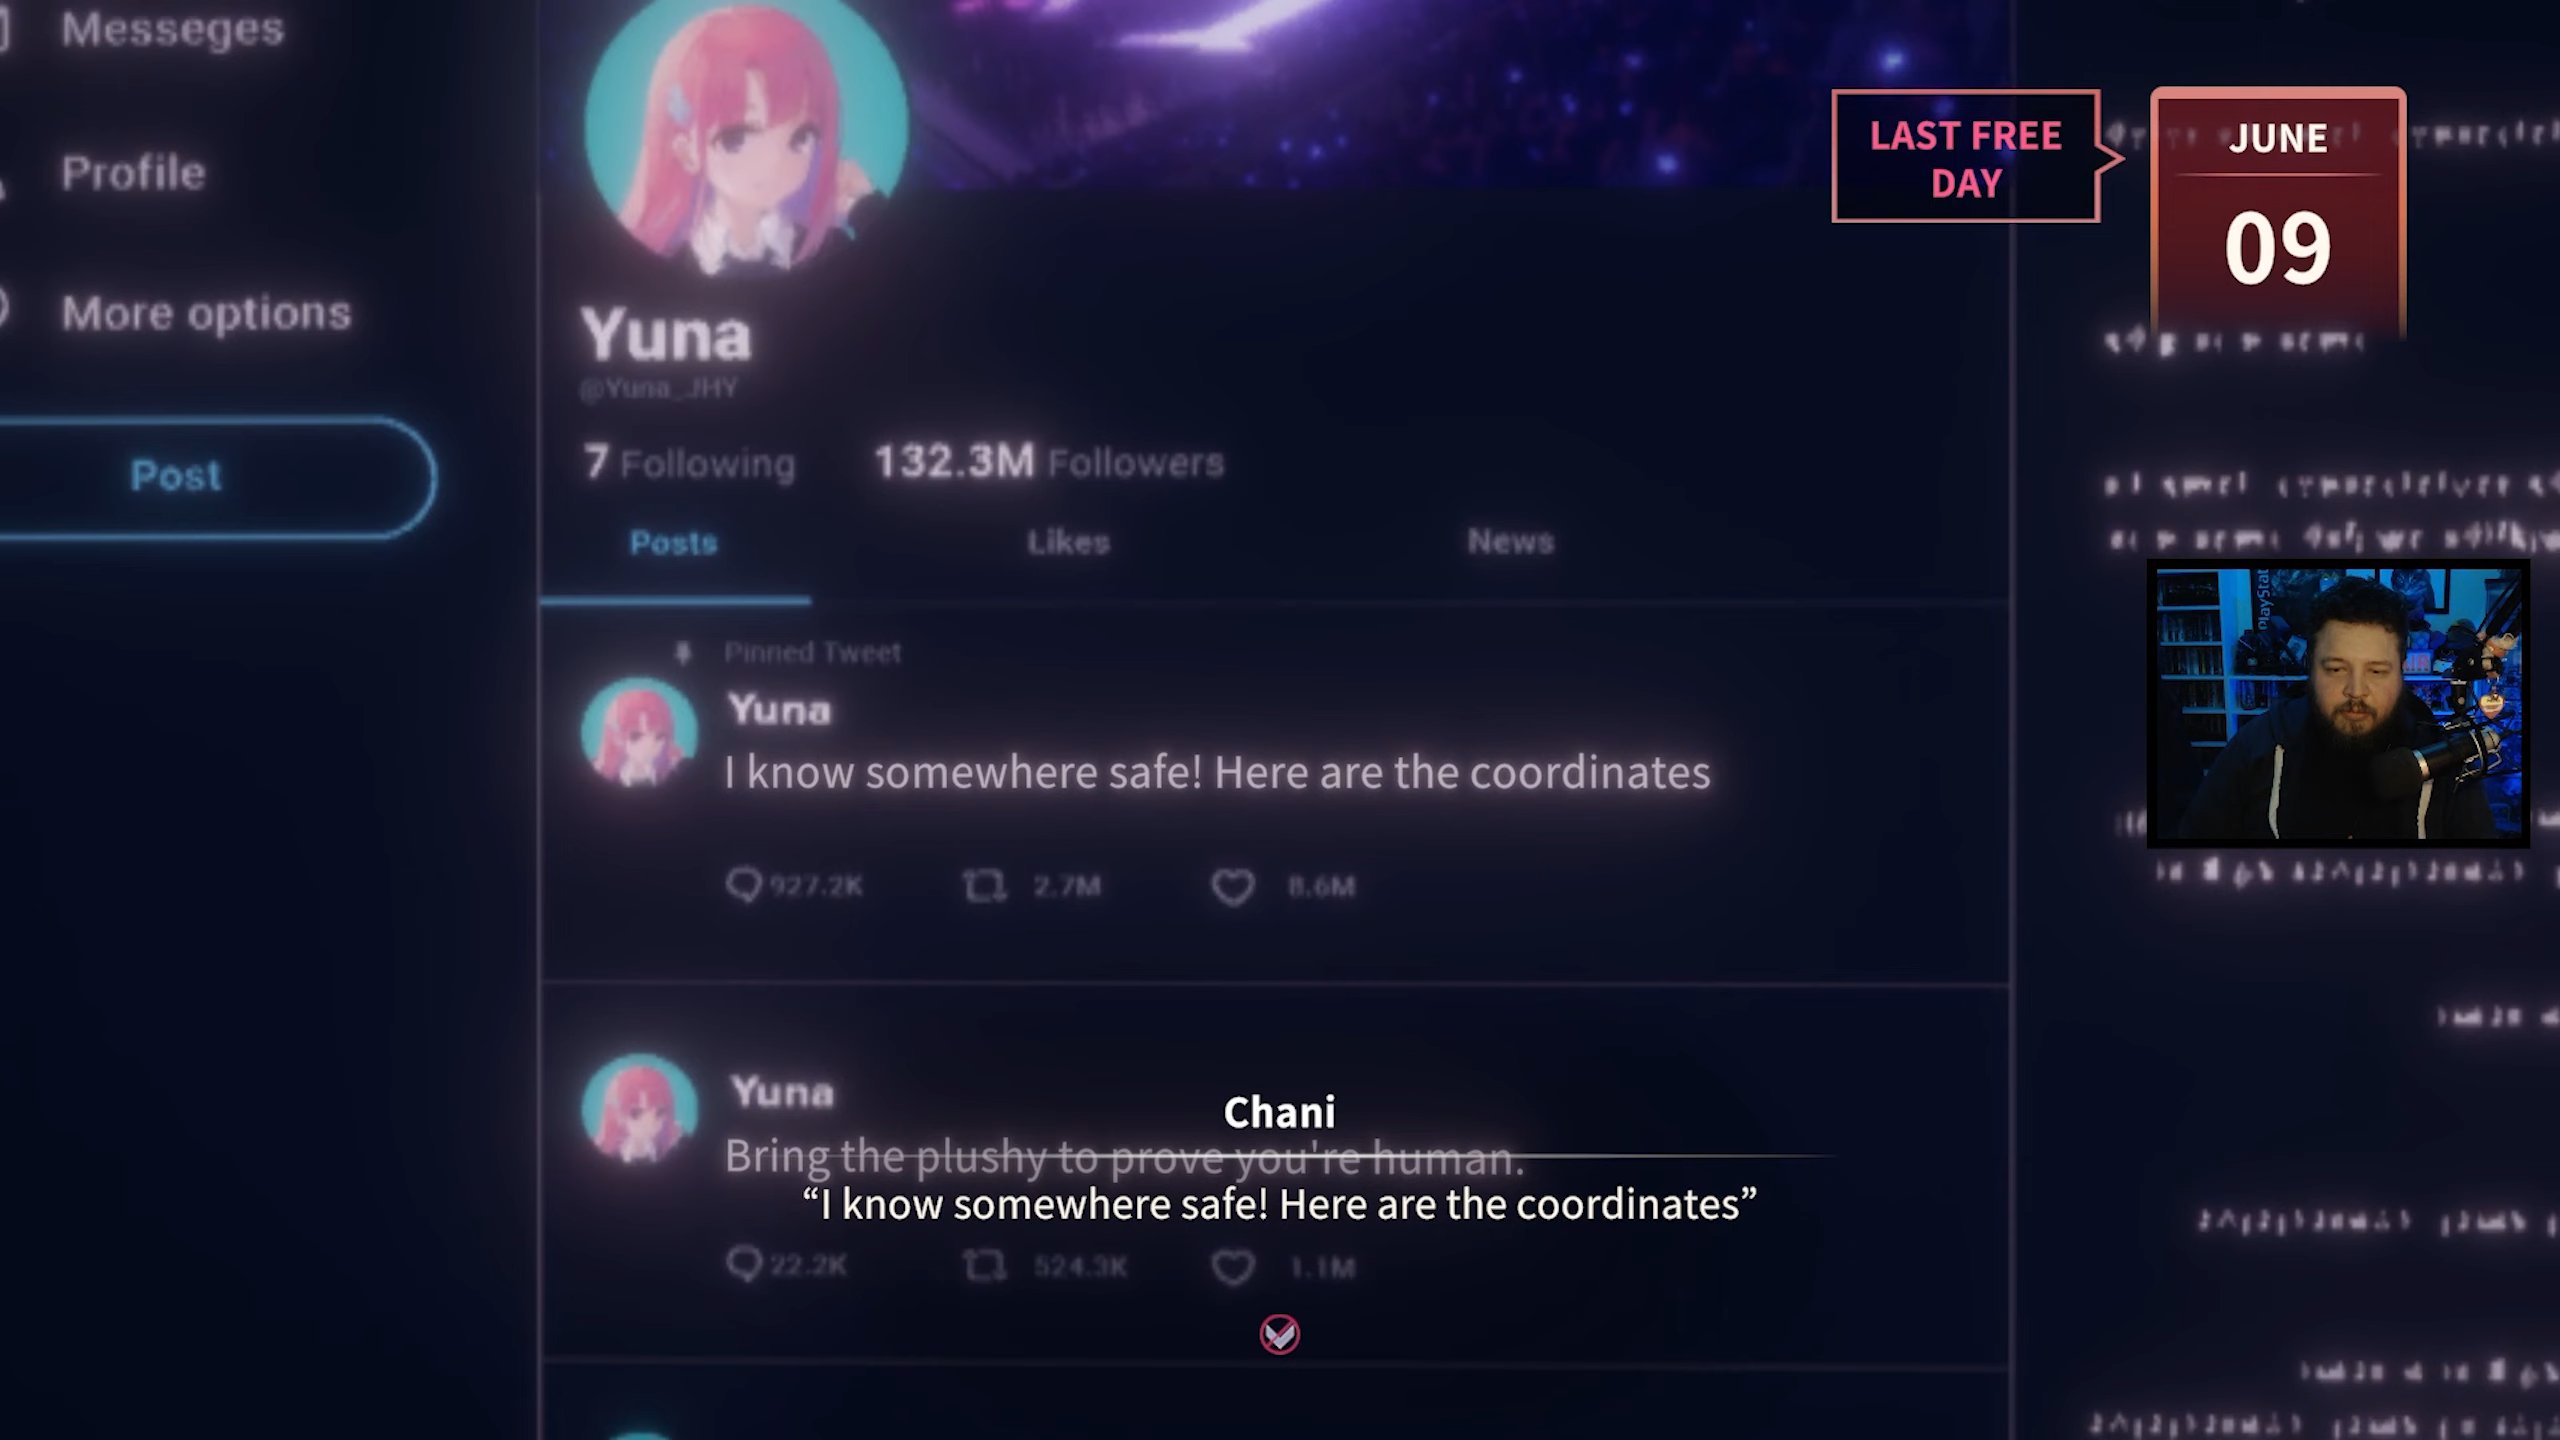 Messeges
Profile
More options
Post
Yuna
@Yuna_JHY
7 Following
132.3M Followers
Posts
Likes
News
Pinned Tweet
Yuna
I know somewhere safe! Here are the coordinates
927.2K
2.7M
8.6M
Yuna
Bring the plushy to prove you're human.
22.2K
524.3K
1.1M
Chani
“I know somewhere safe! Here are the coordinates”
LAST FREE
DAY
JUNE
09
PlayStat